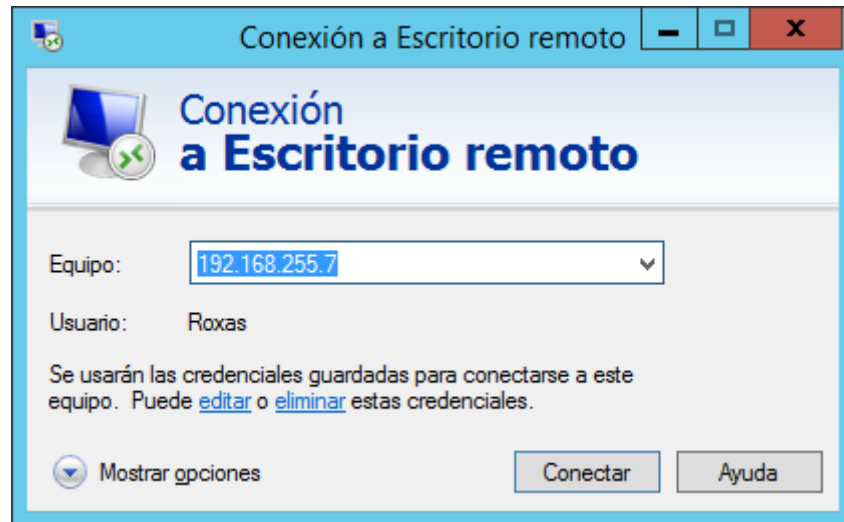 Conexión a Escritorio remoto
Conexión
a Escritorio remoto
Equipo: 192.168.255.7
Usuario: Roxas
Se usarán las credenciales guardadas para conectarse a este
equipo. Puede editar o eliminar estas credenciales.
Mostrar opciones Conectar Ayuda